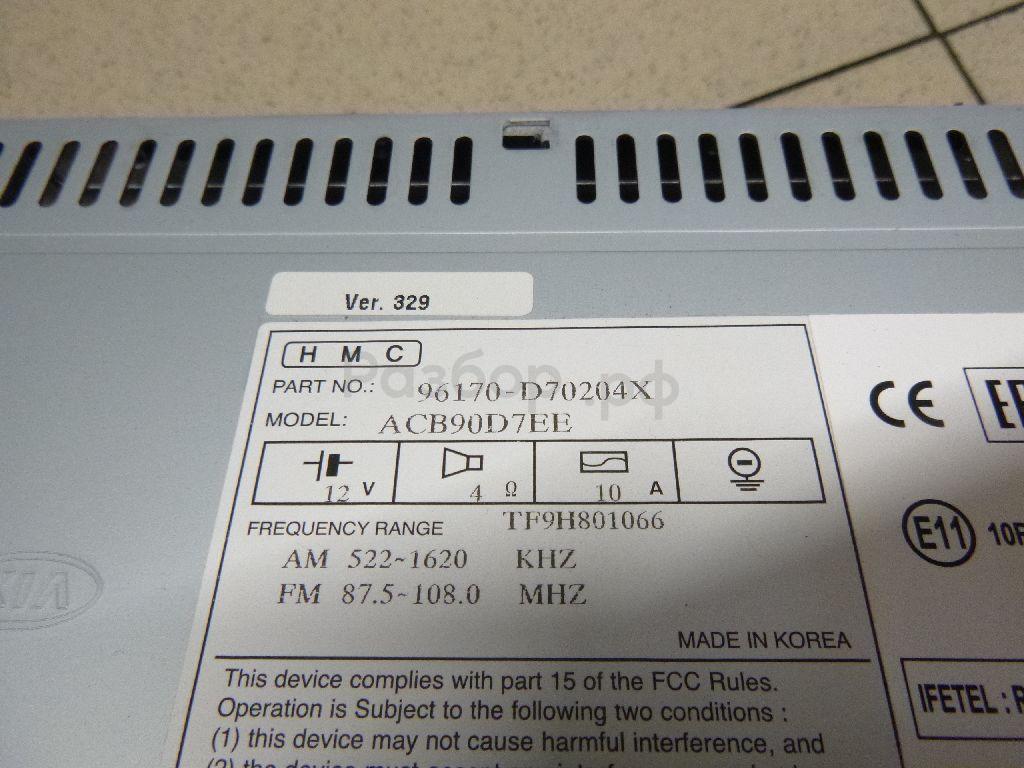 Ver. 329
HMC
PART NO.: 96170-D70204X
Разбор.рф
MODEL: ACB90D7EE
12 V 4 Ω 10 A
FREQUENCY RANGE TF9H801066
AM 522~1620 KHZ
FM 87.5~108.0 MHZ
MADE IN KOREA
This device complies with part 15 of the FCC Rules.
Operation is Subject to the following two conditions :
(1) this device may not cause harmful interference, and
CE
E11
IFETEL :
KIA